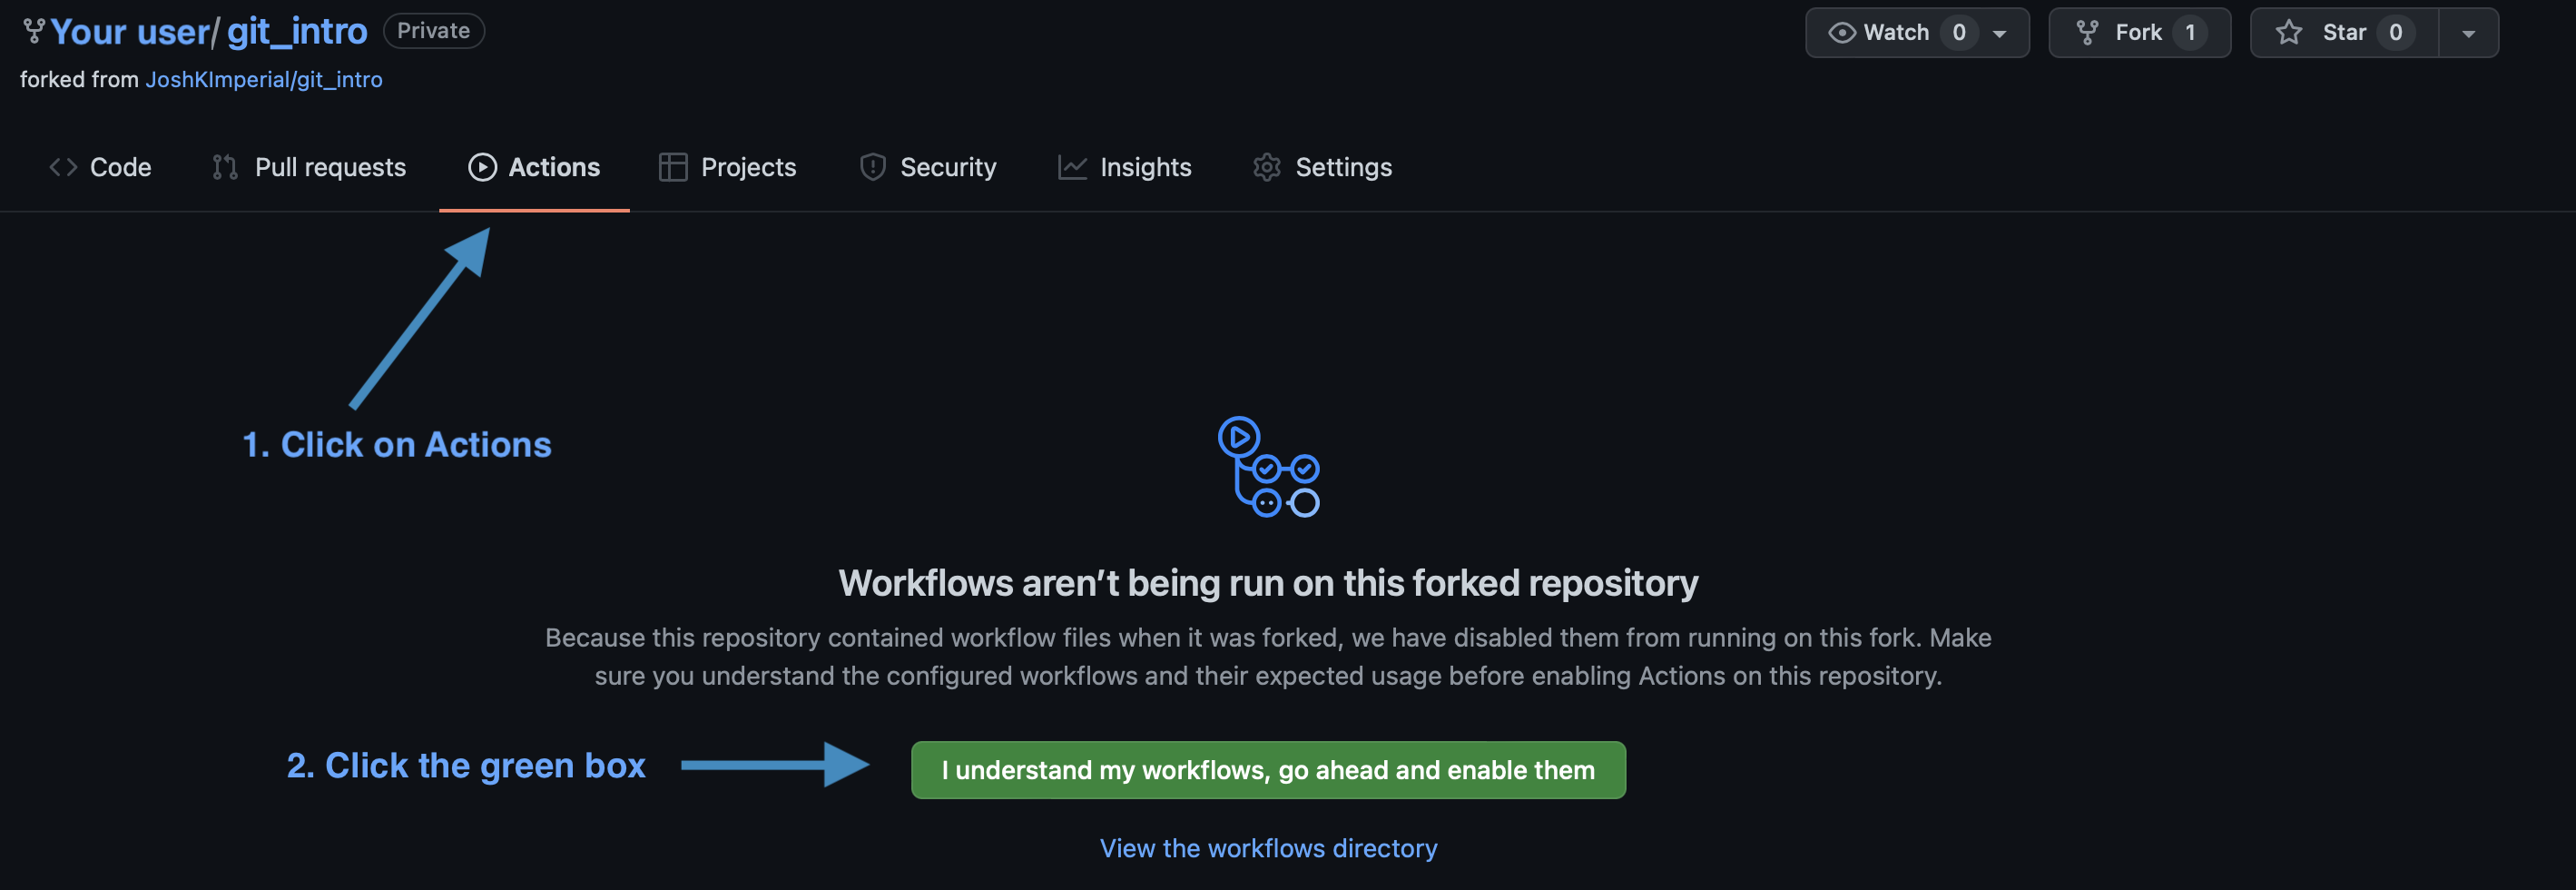 Your user/git_intro Private
Watch 0 Fork 1 Star 0
forked from JoshKImperial/git_intro
Code Pull requests Actions Projects Security Insights Settings
1. Click on Actions
Workflows aren’t being run on this forked repository
Because this repository contained workflow files when it was forked, we have disabled them from running on this fork. Make
sure you understand the configured workflows and their expected usage before enabling Actions on this repository.
2. Click the green box
I understand my workflows, go ahead and enable them
View the workflows directory